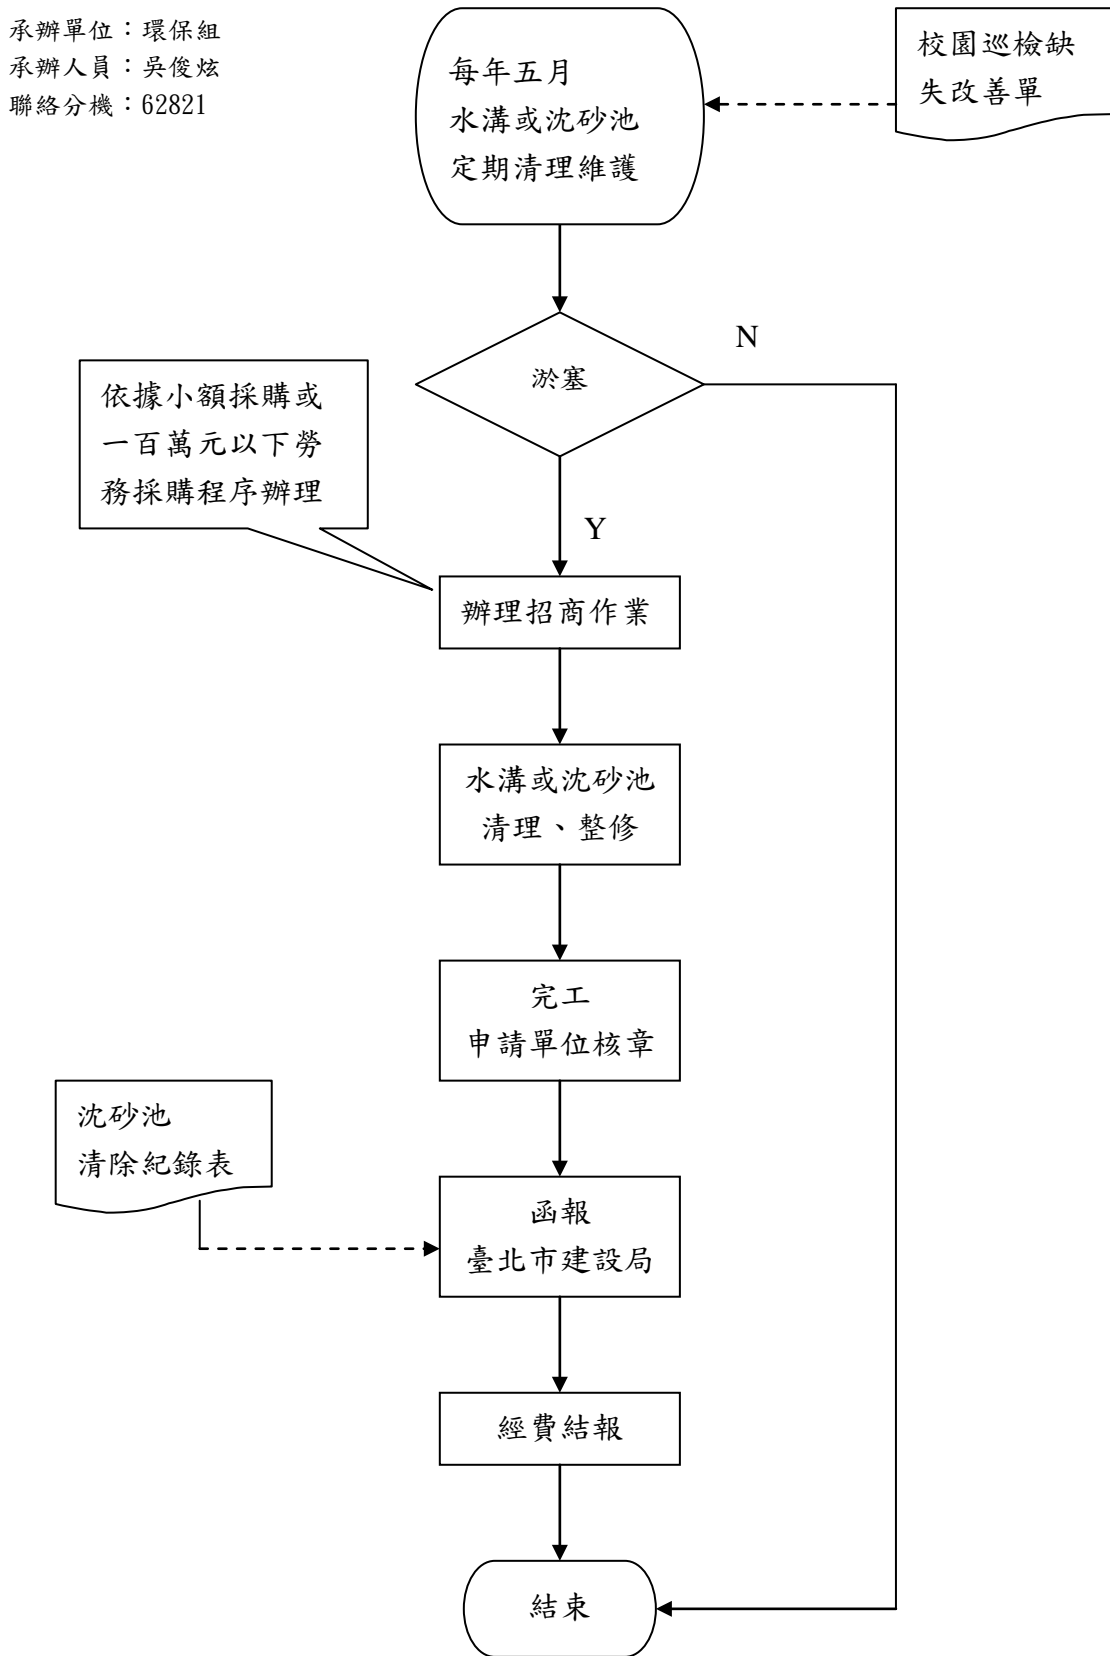 承辦單位：環保組
承辦人員：吳俊炫
聯絡分機：62821
每年五月
水溝或沈砂池
定期清理維護
校園巡檢缺
失改善單
淤塞
N
依據小額採購或
一百萬元以下勞
務採購程序辦理
Y
辦理招商作業
水溝或沈砂池
清理、整修
完工
申請單位核章
沈砂池
清除紀錄表
函報
臺北市建設局
經費結報
結束